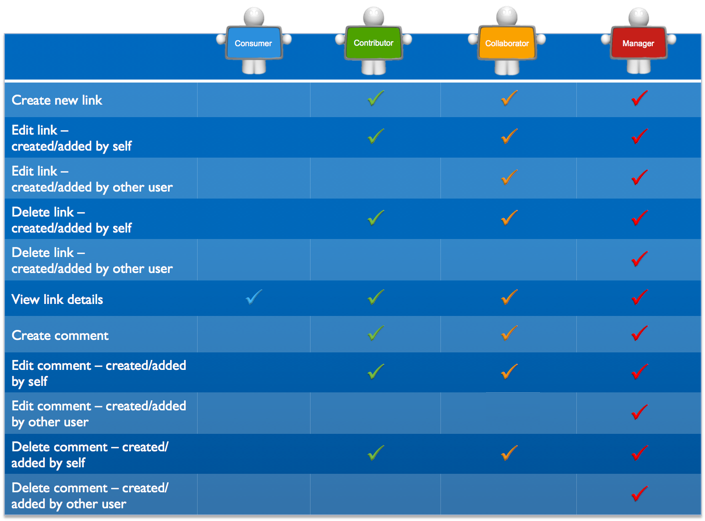 Consumer
Contributor
Collaborator
Manager
Create new link
Edit link –
created/added by self
Edit link –
created/added by other user
Delete link –
created/added by self
Delete link –
created/added by other user
View link details
Create comment
Edit comment – created/added
by self
Edit comment – created/added
by other user
Delete comment – created/
added by self
Delete comment – created/
added by other user